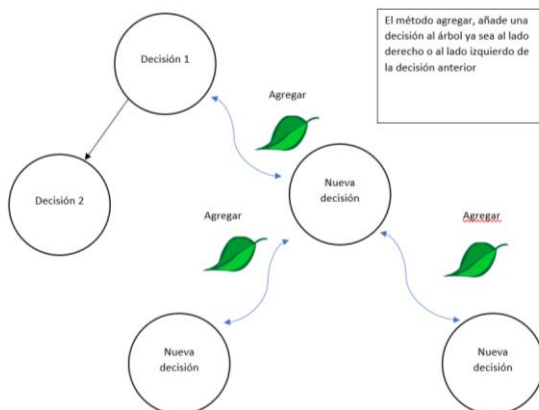 El método agregar, añade una
decisión al árbol ya sea al lado
derecho o al lado izquierdo de
la decisión anterior
Decisión 1
Agregar
Decisión 2
Nueva
decisión
Agregar
Agregar
Nueva
decisión
Nueva
decisión